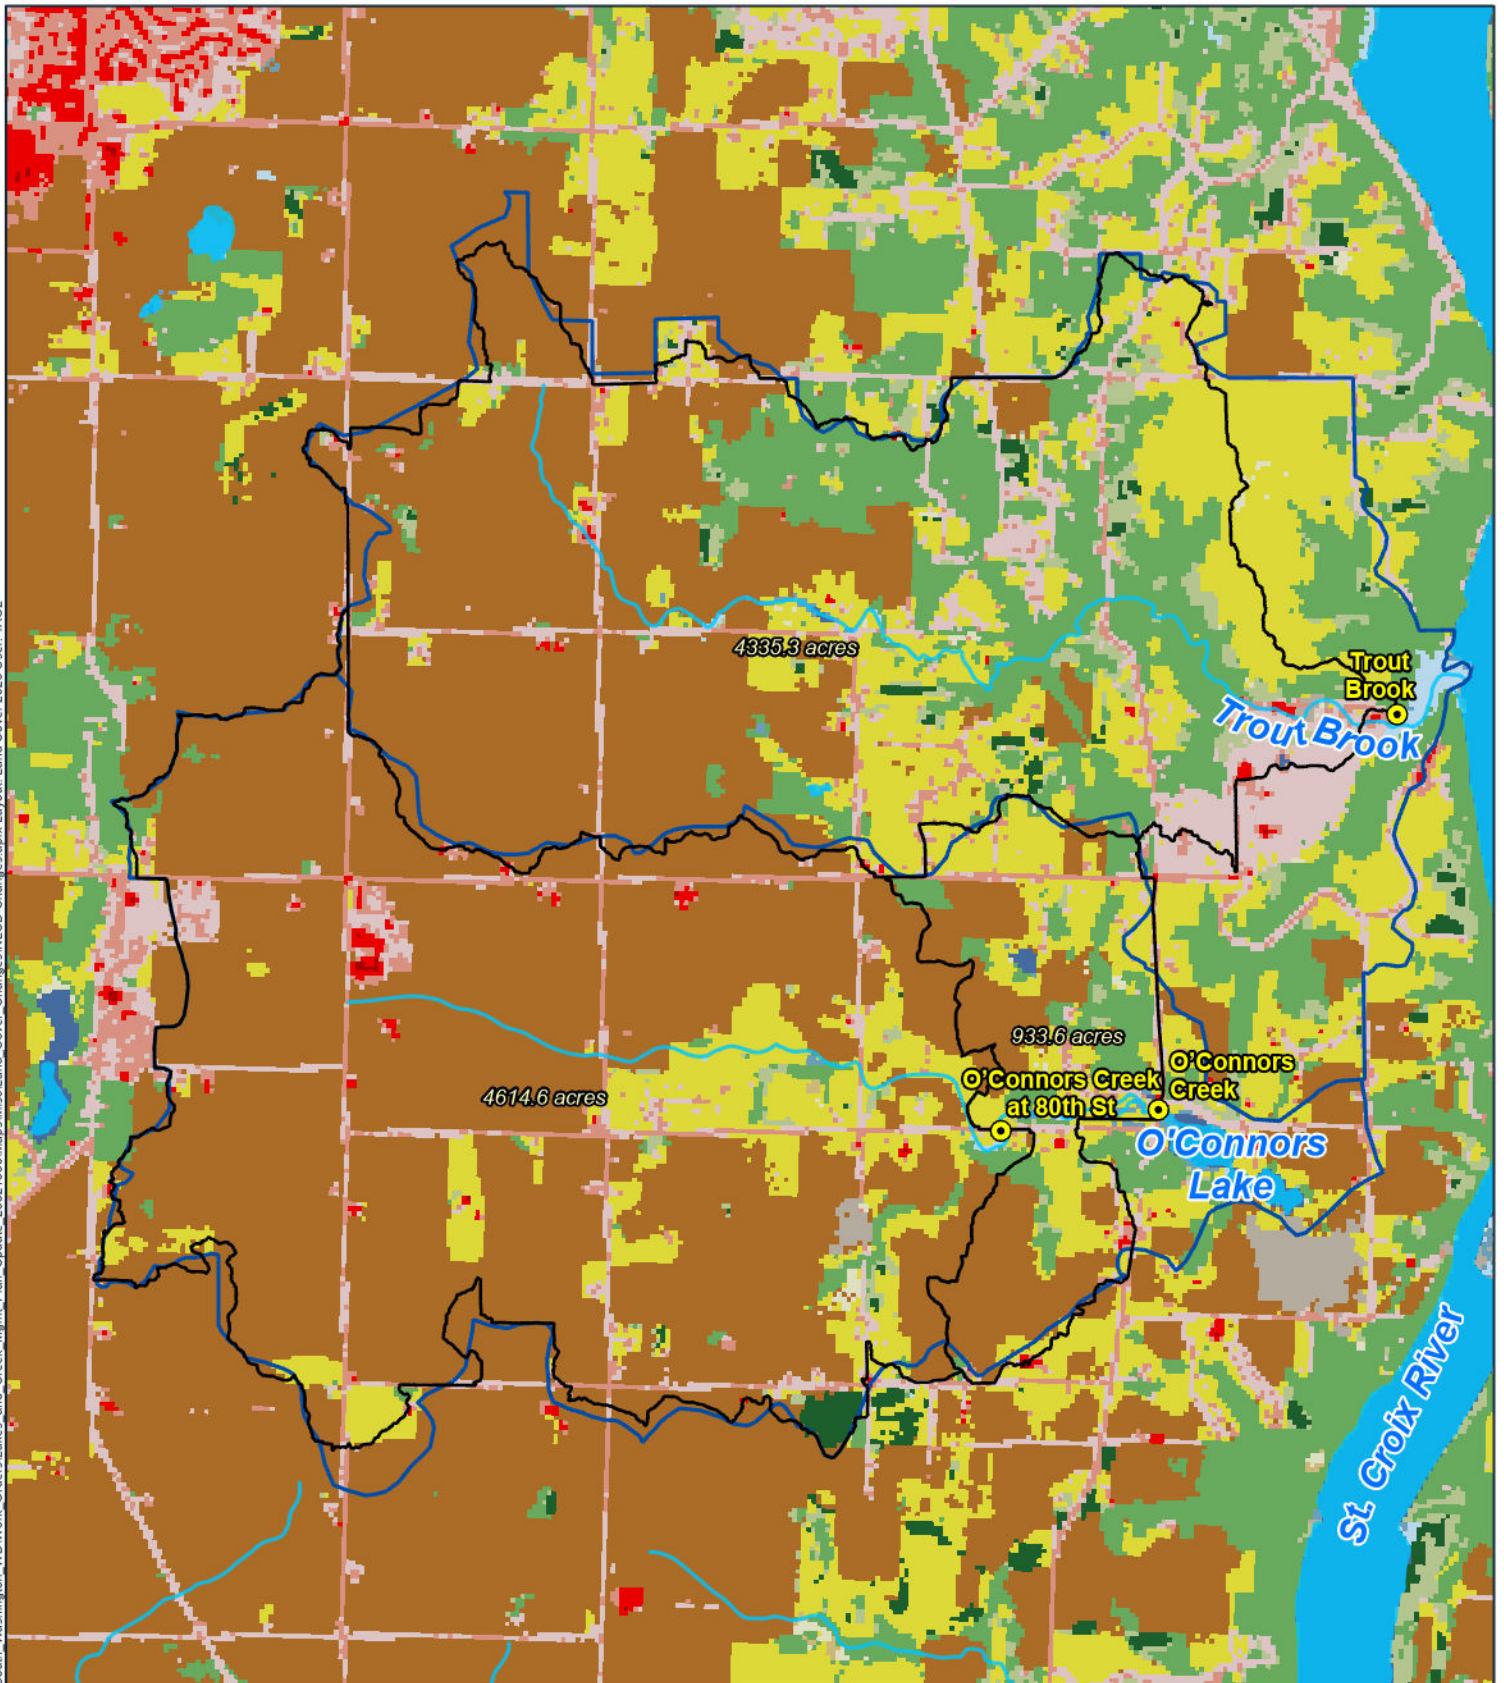 4335.3 acres
Trout
Brook
Trout Brook
933.6 acres
O'Connors
Creek
O'Connors Creek
at 80th St
4614.6 acres
O'Connors
Lake
St. Croix River